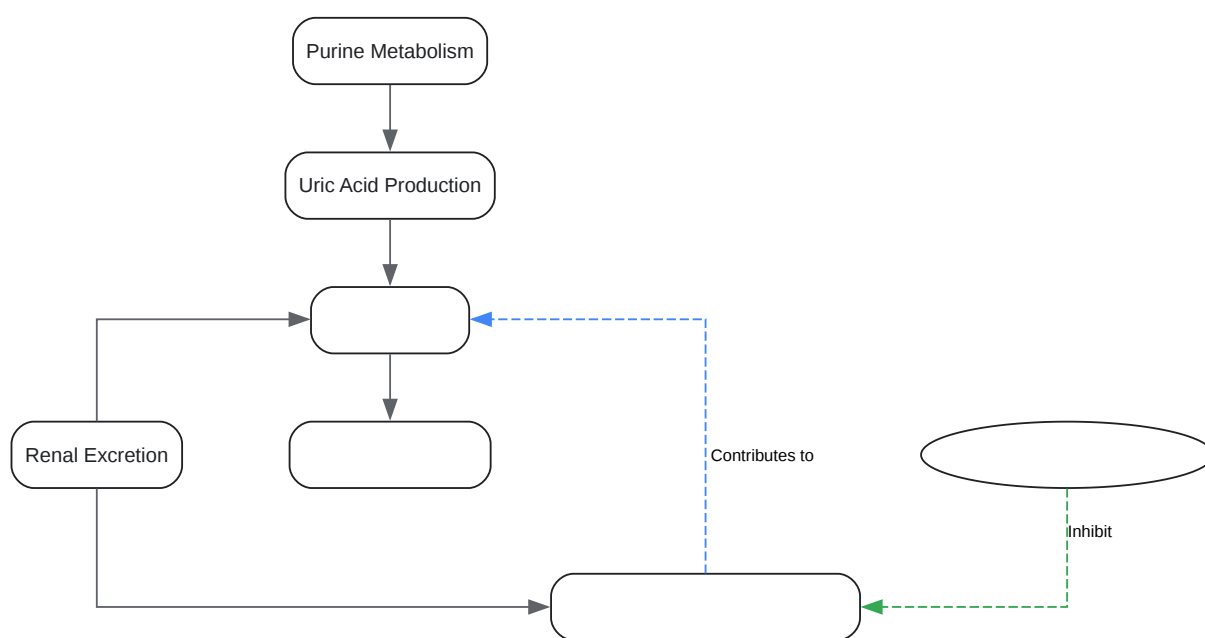 Purine Metabolism
Uric Acid Production
Renal Excretion
Contributes to
Inhibit